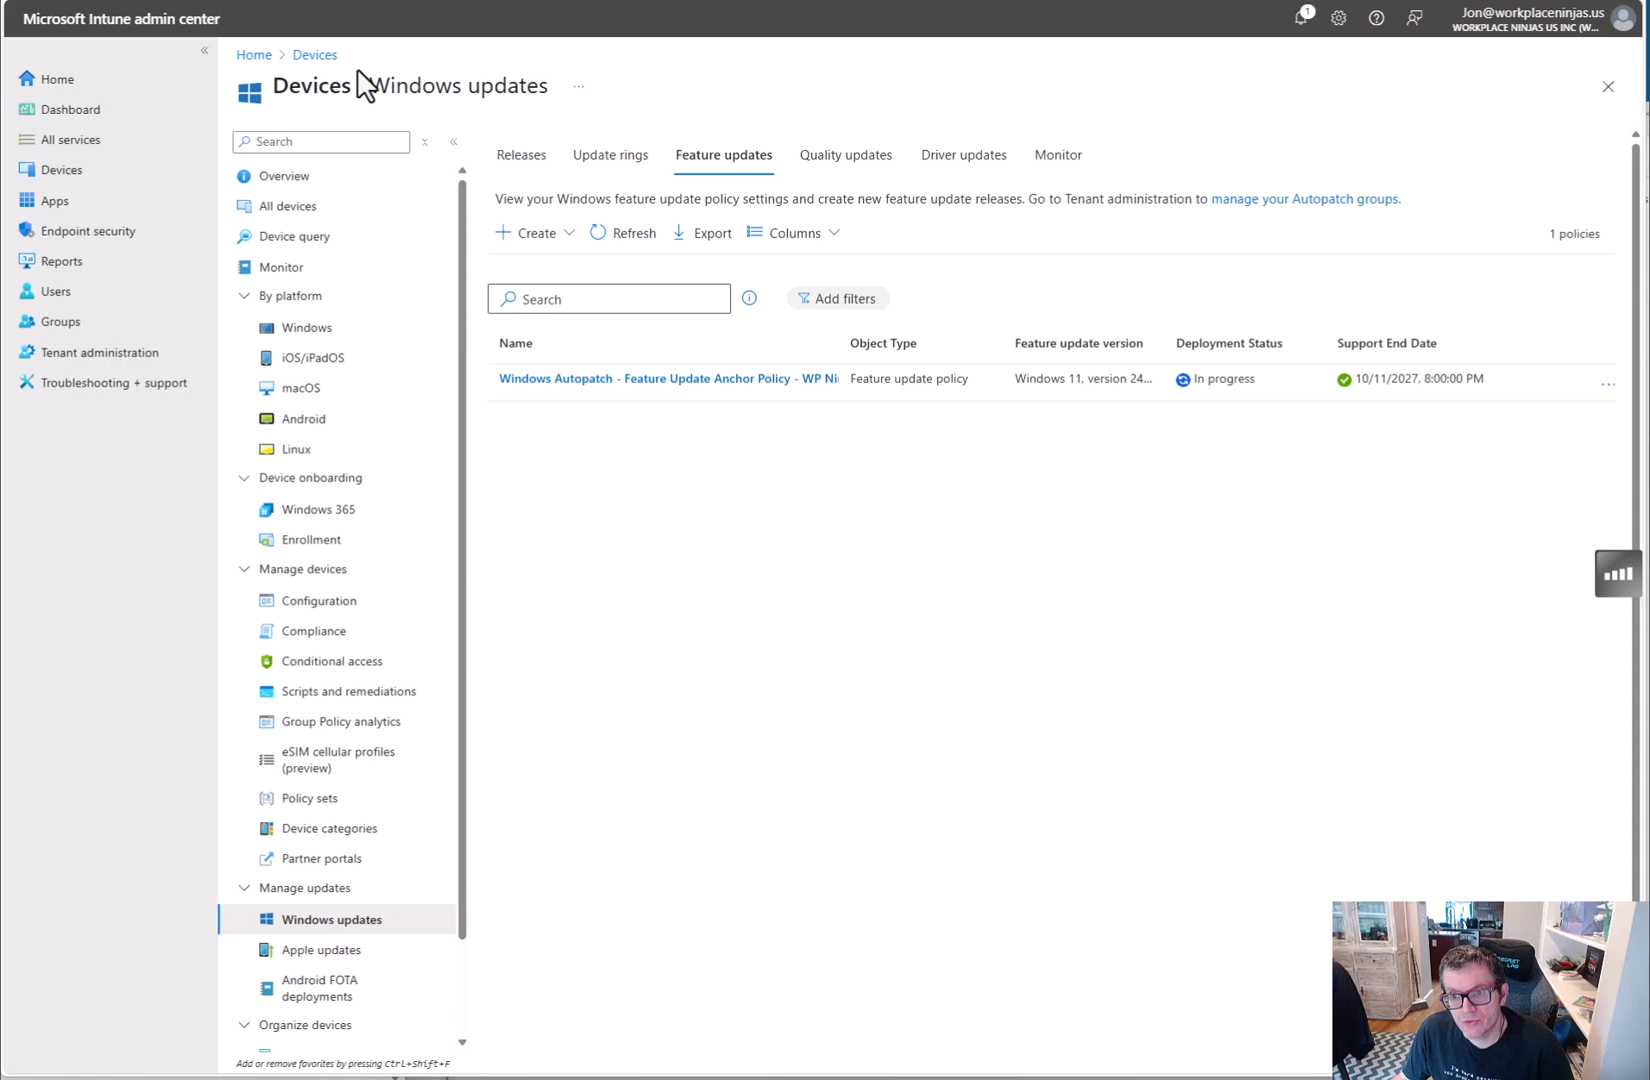 Microsoft Intune admin center
1
Jon@workplaceninjas.us
WORKPLACE NINJAS US INC (W...
«
Home
Dashboard
All services
Devices
Apps
Endpoint security
Reports
Users
Groups
Tenant administration
Troubleshooting + support
Home > Devices
Devices
Windows updates
...
Search
«
Overview
All devices
Device query
Monitor
By platform
Windows
iOS/iPadOS
macOS
Android
Linux
Device onboarding
Windows 365
Enrollment
Manage devices
Configuration
Compliance
Conditional access
Scripts and remediations
Group Policy analytics
eSIM cellular profiles
(preview)
Policy sets
Device categories
Partner portals
Manage updates
Windows updates
Apple updates
Android FOTA
deployments
Organize devices
Add or remove favorites by pressing Ctrl+Shift+F
Releases Update rings Feature updates Quality updates Driver updates Monitor
View your Windows feature update policy settings and create new feature update releases. Go to Tenant administration to manage your Autopatch groups.
Create Refresh Export Columns 1 policies
Search Add filters
Name Object Type Feature update version Deployment Status Support End Date
Windows Autopatch - Feature Update Anchor Policy - WP Ni Feature update policy Windows 11, version 24... In progress 10/11/2027, 8:00:00 PM ...